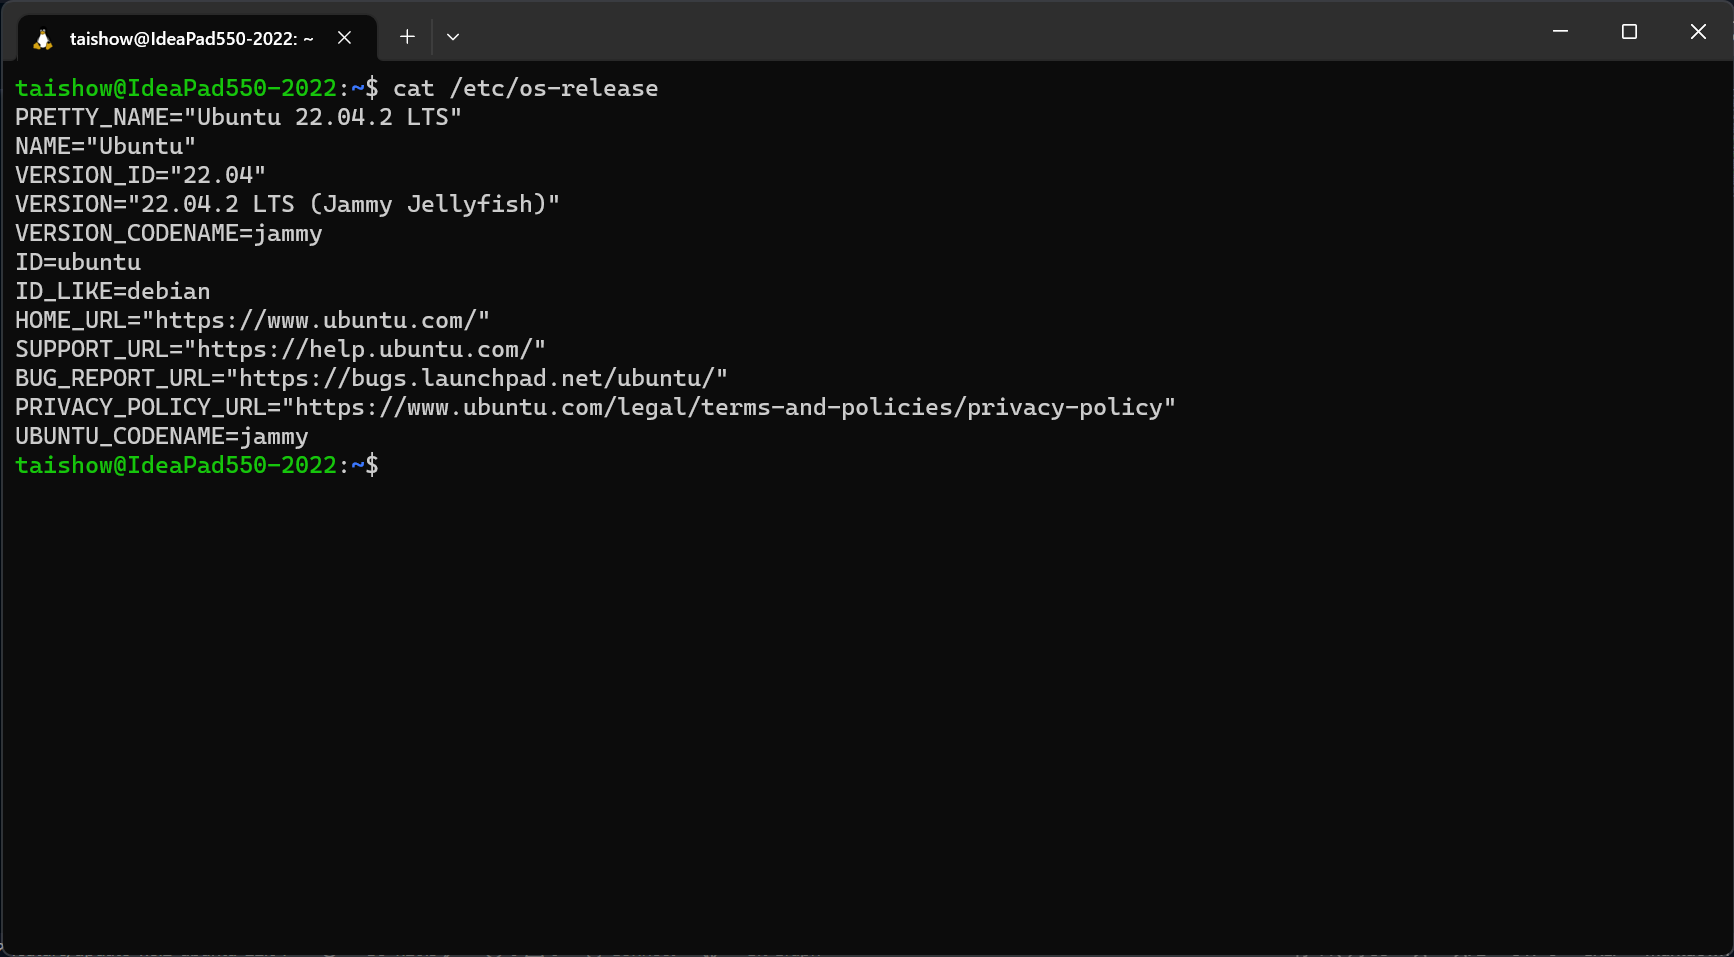 taishow@IdeaPad550-2022: ~
taishow@IdeaPad550-2022:~$ cat /etc/os-release
PRETTY_NAME="Ubuntu 22.04.2 LTS"
NAME="Ubuntu"
VERSION_ID="22.04"
VERSION="22.04.2 LTS (Jammy Jellyfish)"
VERSION_CODENAME=jammy
ID=ubuntu
ID_LIKE=debian
HOME_URL="https://www.ubuntu.com/"
SUPPORT_URL="https://help.ubuntu.com/"
BUG_REPORT_URL="https://bugs.launchpad.net/ubuntu/"
PRIVACY_POLICY_URL="https://www.ubuntu.com/legal/terms-and-policies/privacy-policy"
UBUNTU_CODENAME=jammy
taishow@IdeaPad550-2022:~$